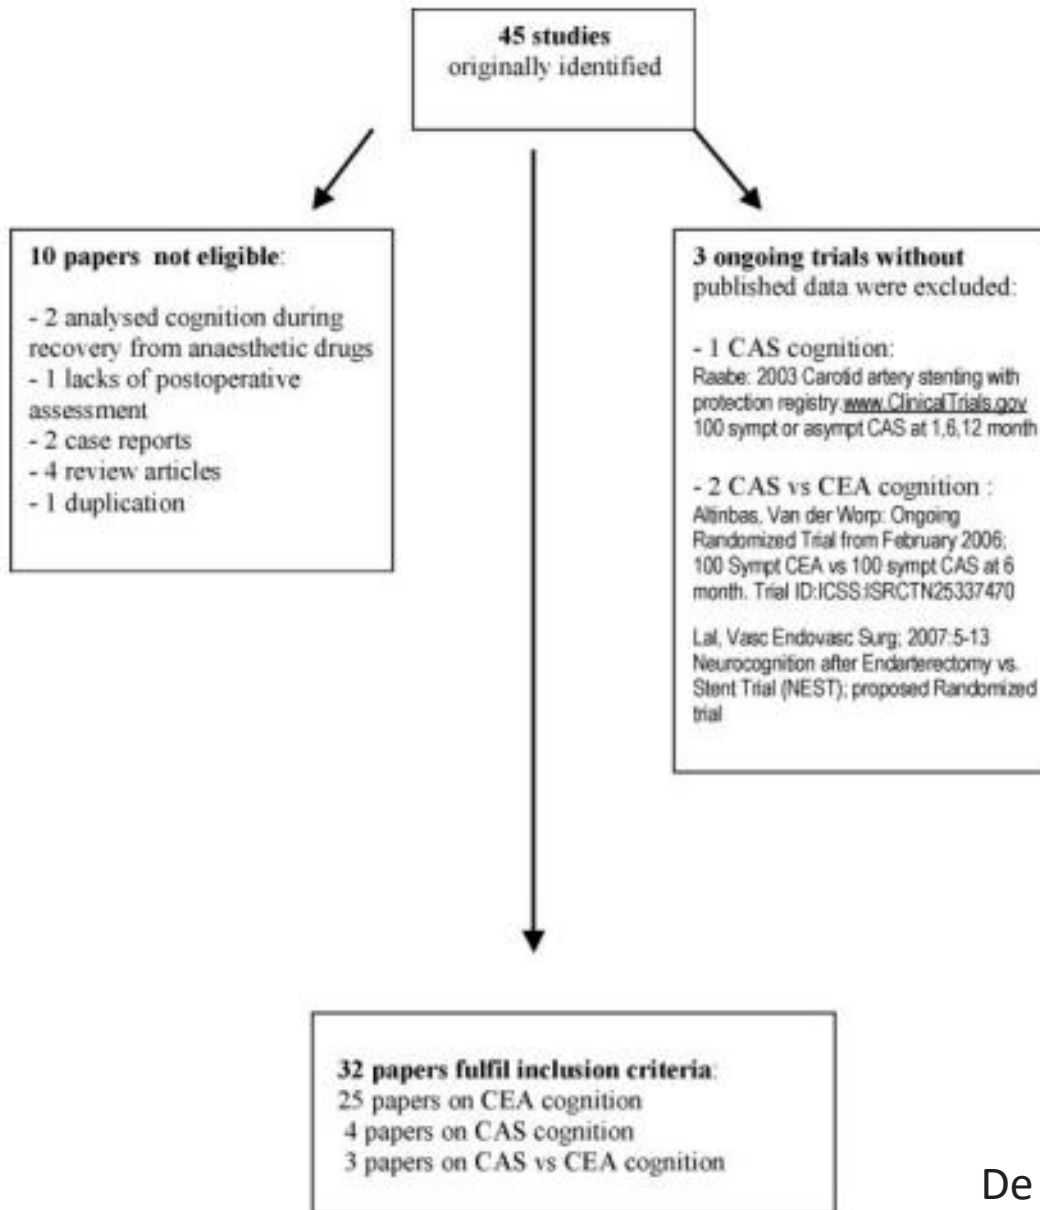 45 studies
originally identified
10 papers not eligible:
- 2 analysed cognition during
recovery from anaesthetic drugs
- 1 lacks of postoperative
assessment
- 2 case reports
- 4 review articles
- 1 duplication
3 ongoing trials without
published data were excluded:
- 1 CAS cognition:
Raabe: 2003 Carotid artery stenting with
protection registry.www.ClinicalTrials.gov
100 sympt or asympt CAS at 1,6,12 month
- 2 CAS vs CEA cognition :
Altinbas, Van der Worp: Ongoing
Randomized Trial from February 2006;
100 Sympt CEA vs 100 sympt CAS at 6
month. Trial ID:ICSS:ISRCTN25337470
Lal, Vasc Endovasc Surg; 2007:5-13
Neurocognition after Endarterectomy vs.
Stent Trial (NEST); proposed Randomized
trial
32 papers fulfil inclusion criteria:
25 papers on CEA cognition
4 papers on CAS cognition
3 papers on CAS vs CEA cognition
De